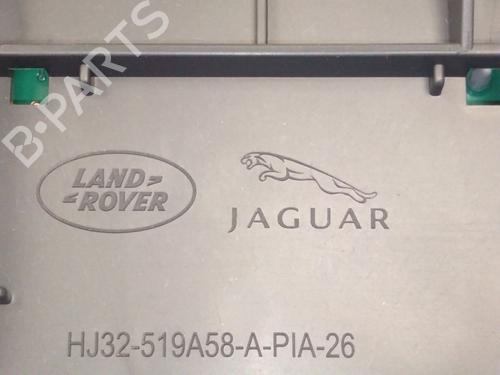 B-PARTS
LAND
ROVER
JAGUAR
HJ32-519A58-A-PIA-26